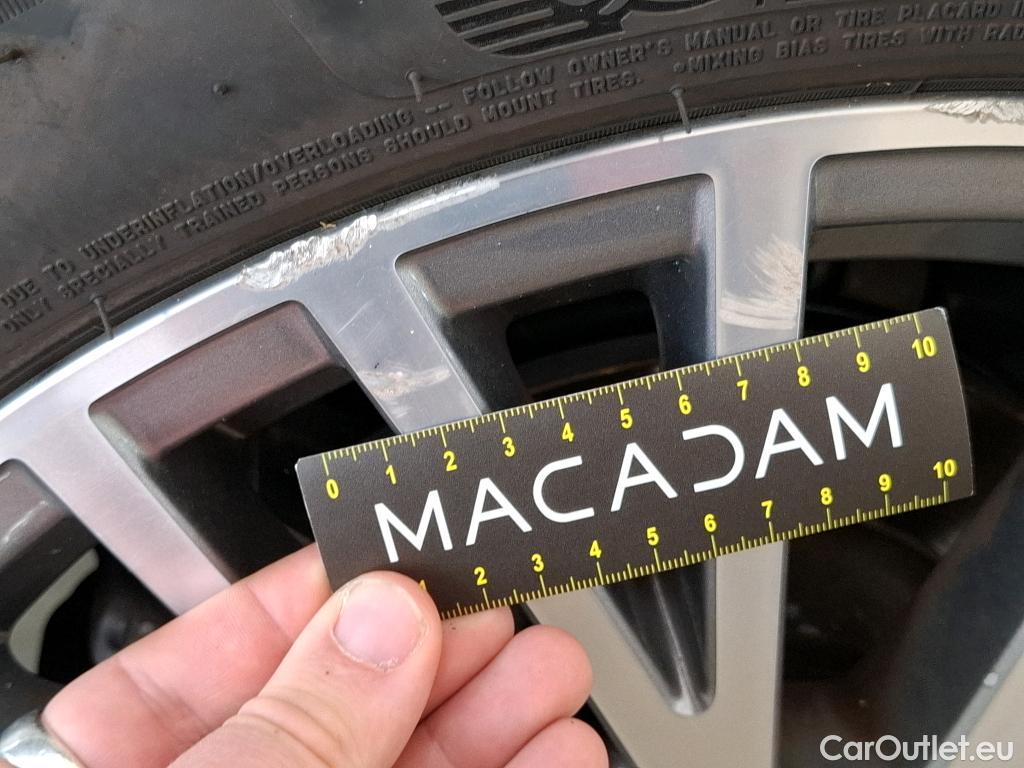 DUE TO UNDERINFLATION/OVERLOADING -- FOLLOW OWNER'S MANUAL OR TIRE PLACARD IN
ONLY SPECIALLY TRAINED PERSONS SHOULD MOUNT TIRES. •MIXING BIAS TIRES WITH RAD
0 1 2 3 4 5 6 7 8 9 10
MACADAM
1 2 3 4 5 6 7 8 9 10
CarOutlet.eu